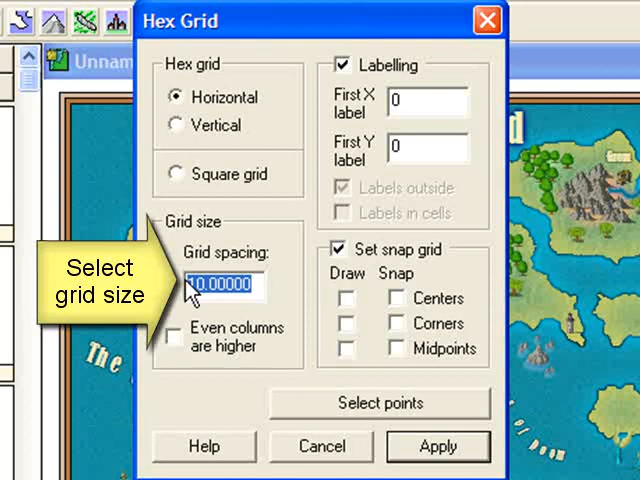 Hex Grid
Unnam
Hex grid
Horizontal
Vertical
Square grid
Labelling
First X
label
0
First Y
label
0
Labels outside
Labels in cells
Grid size
Grid spacing:
10.00000
Even columns
are higher
Set snap grid
Draw Snap
Centers
Corners
Midpoints
Select points
Help
Cancel
Apply
Select
grid size
The
d